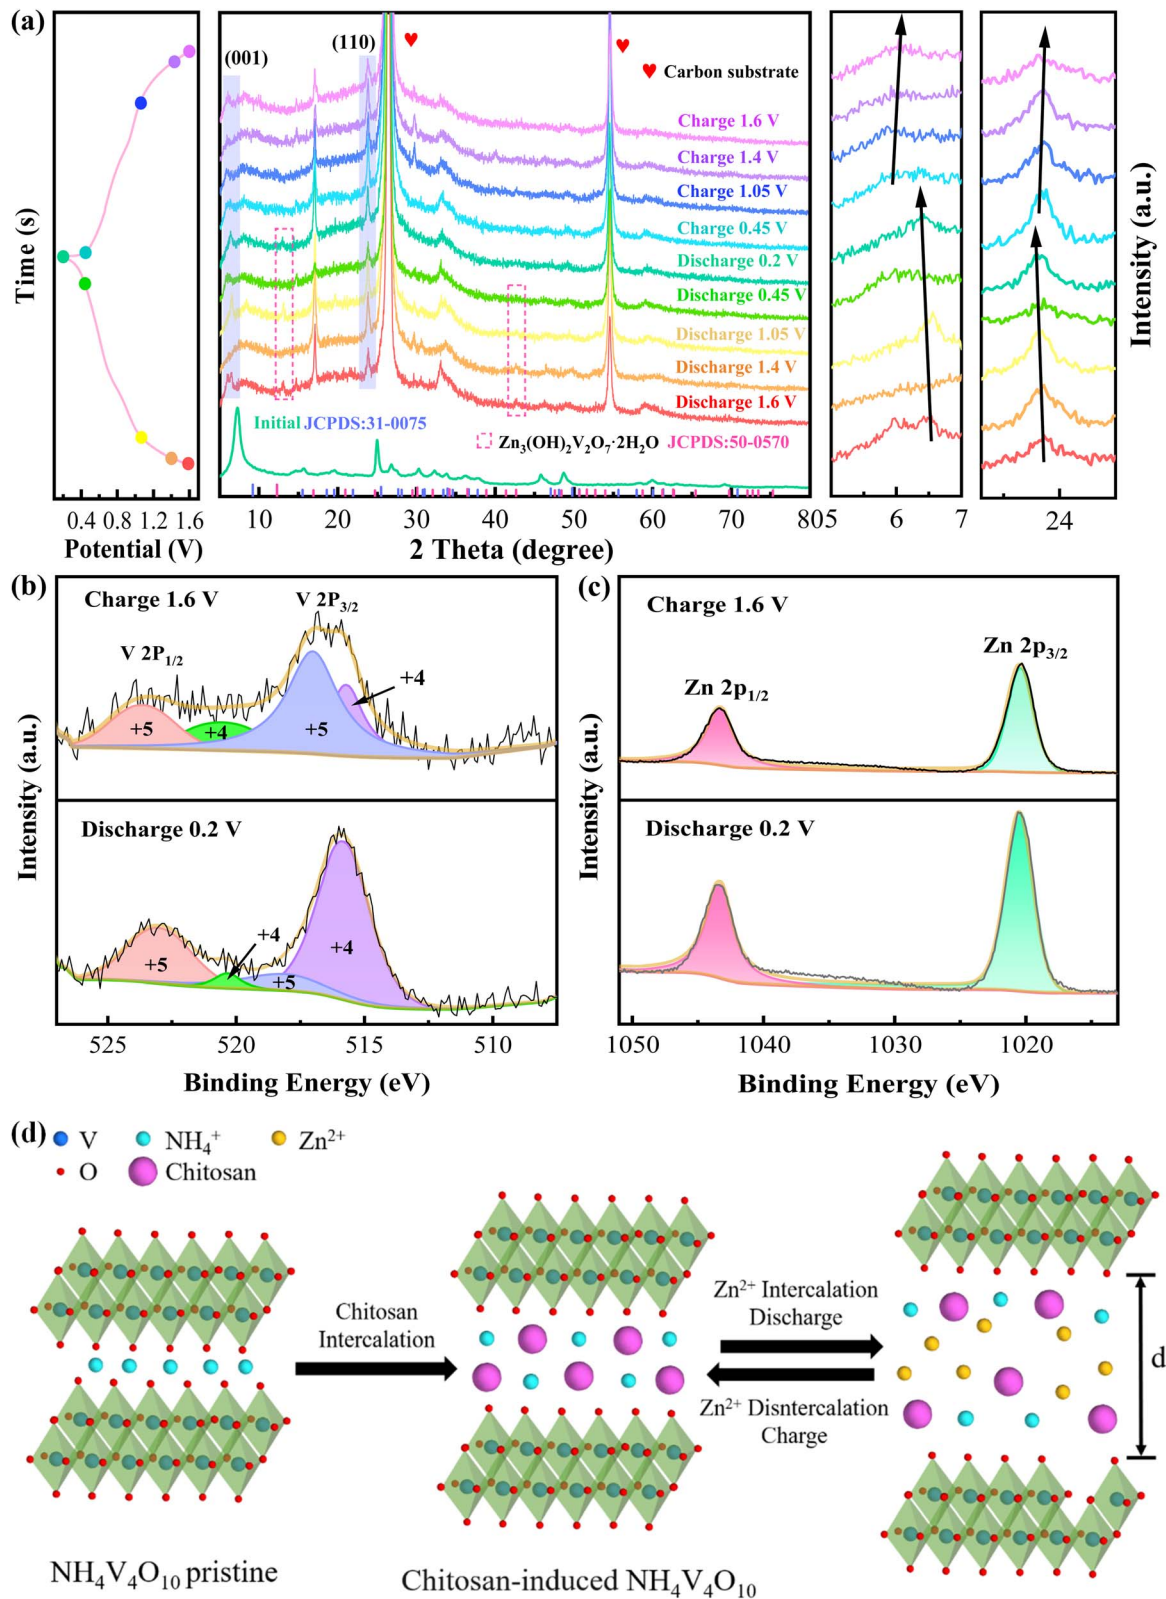 (a)
Time (s)
0.4 0.8 1.2 1.6
Potential (V)
(001)
(110)
♥
♥
♥ Carbon substrate
Charge 1.6 V
Charge 1.4 V
Charge 1.05 V
Charge 0.45 V
Discharge 0.2 V
Discharge 0.45 V
Discharge 1.05 V
Discharge 1.4 V
Discharge 1.6 V
Initial JCPDS:31-0075
Zn₃(OH)₂V₂O₇·2H₂O JCPDS:50-0570
10 20 30 40 50 60 70 80
2 Theta (degree)
5 6 7
24
Intensity (a.u.)
(b)
Charge 1.6 V
V 2P₃/₂
V 2P₁/₂
+4
+5
+4
+5
Discharge 0.2 V
+4
+5
+5
+4
Intensity (a.u.)
525 520 515 510
Binding Energy (eV)
(c)
Charge 1.6 V
Zn 2p₃/₂
Zn 2p₁/₂
Discharge 0.2 V
Intensity (a.u.)
1050 1040 1030 1020
Binding Energy (eV)
(d)
V NH₄⁺ Zn²⁺
O Chitosan
Chitosan
Intercalation
Zn²⁺ Intercalation
Discharge
Zn²⁺ Disntercalation
Charge
d
NH₄V₄O₁₀ pristine
Chitosan-induced NH₄V₄O₁₀